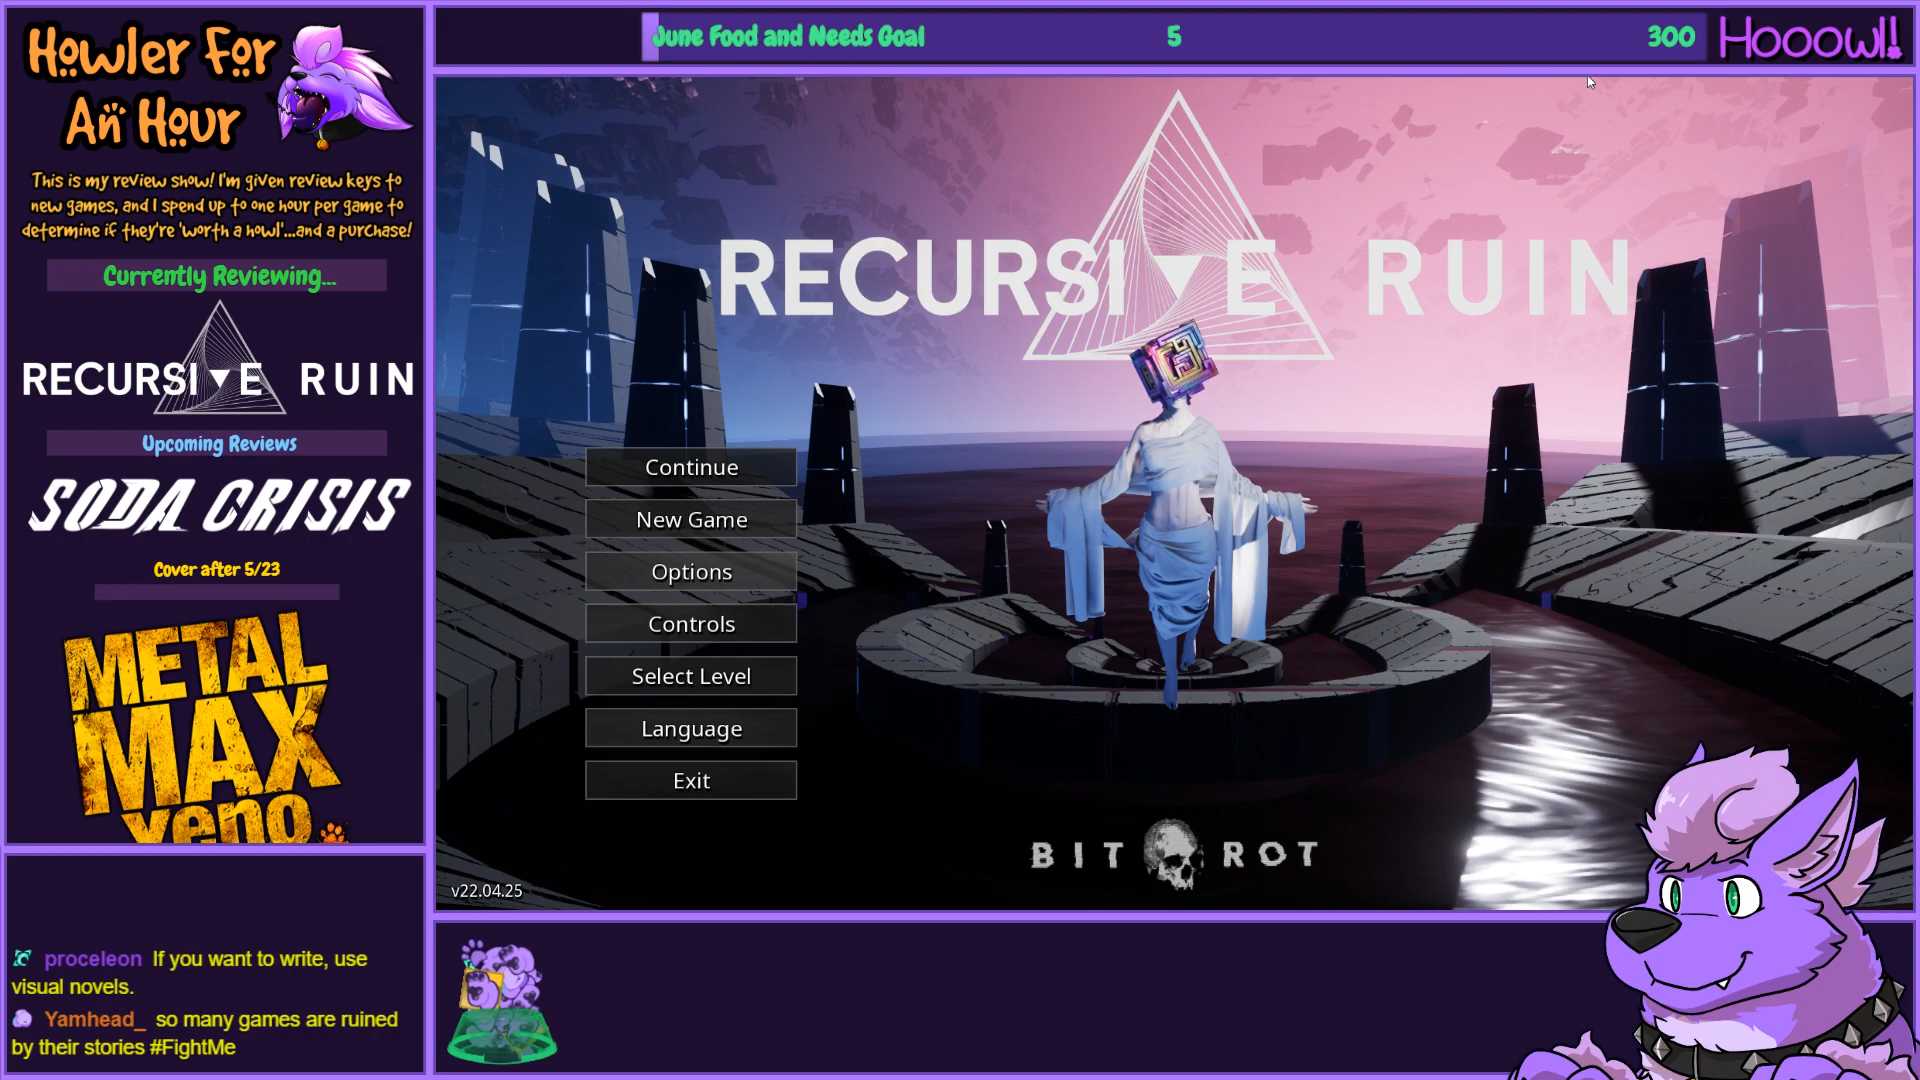 Howler For
An Hour
This is my review show! I'm given review keys to
new games, and I spend up to one hour per game to
determine if they're 'worth a howl'...and a purchase!
Currently Reviewing...
RECURSIVE RUIN
Upcoming Reviews
SODA CRISIS
Cover after 5/23
METAL
MAX
xeno
proceleon If you want to write, use
visual novels.
Yamhead_ so many games are ruined
by their stories #FightMe
June Food and Needs Goal 5 300 Hooowl!
RECURSIVE RUIN
Continue
New Game
Options
Controls
Select Level
Language
Exit
BIT ROT
v22.04.25